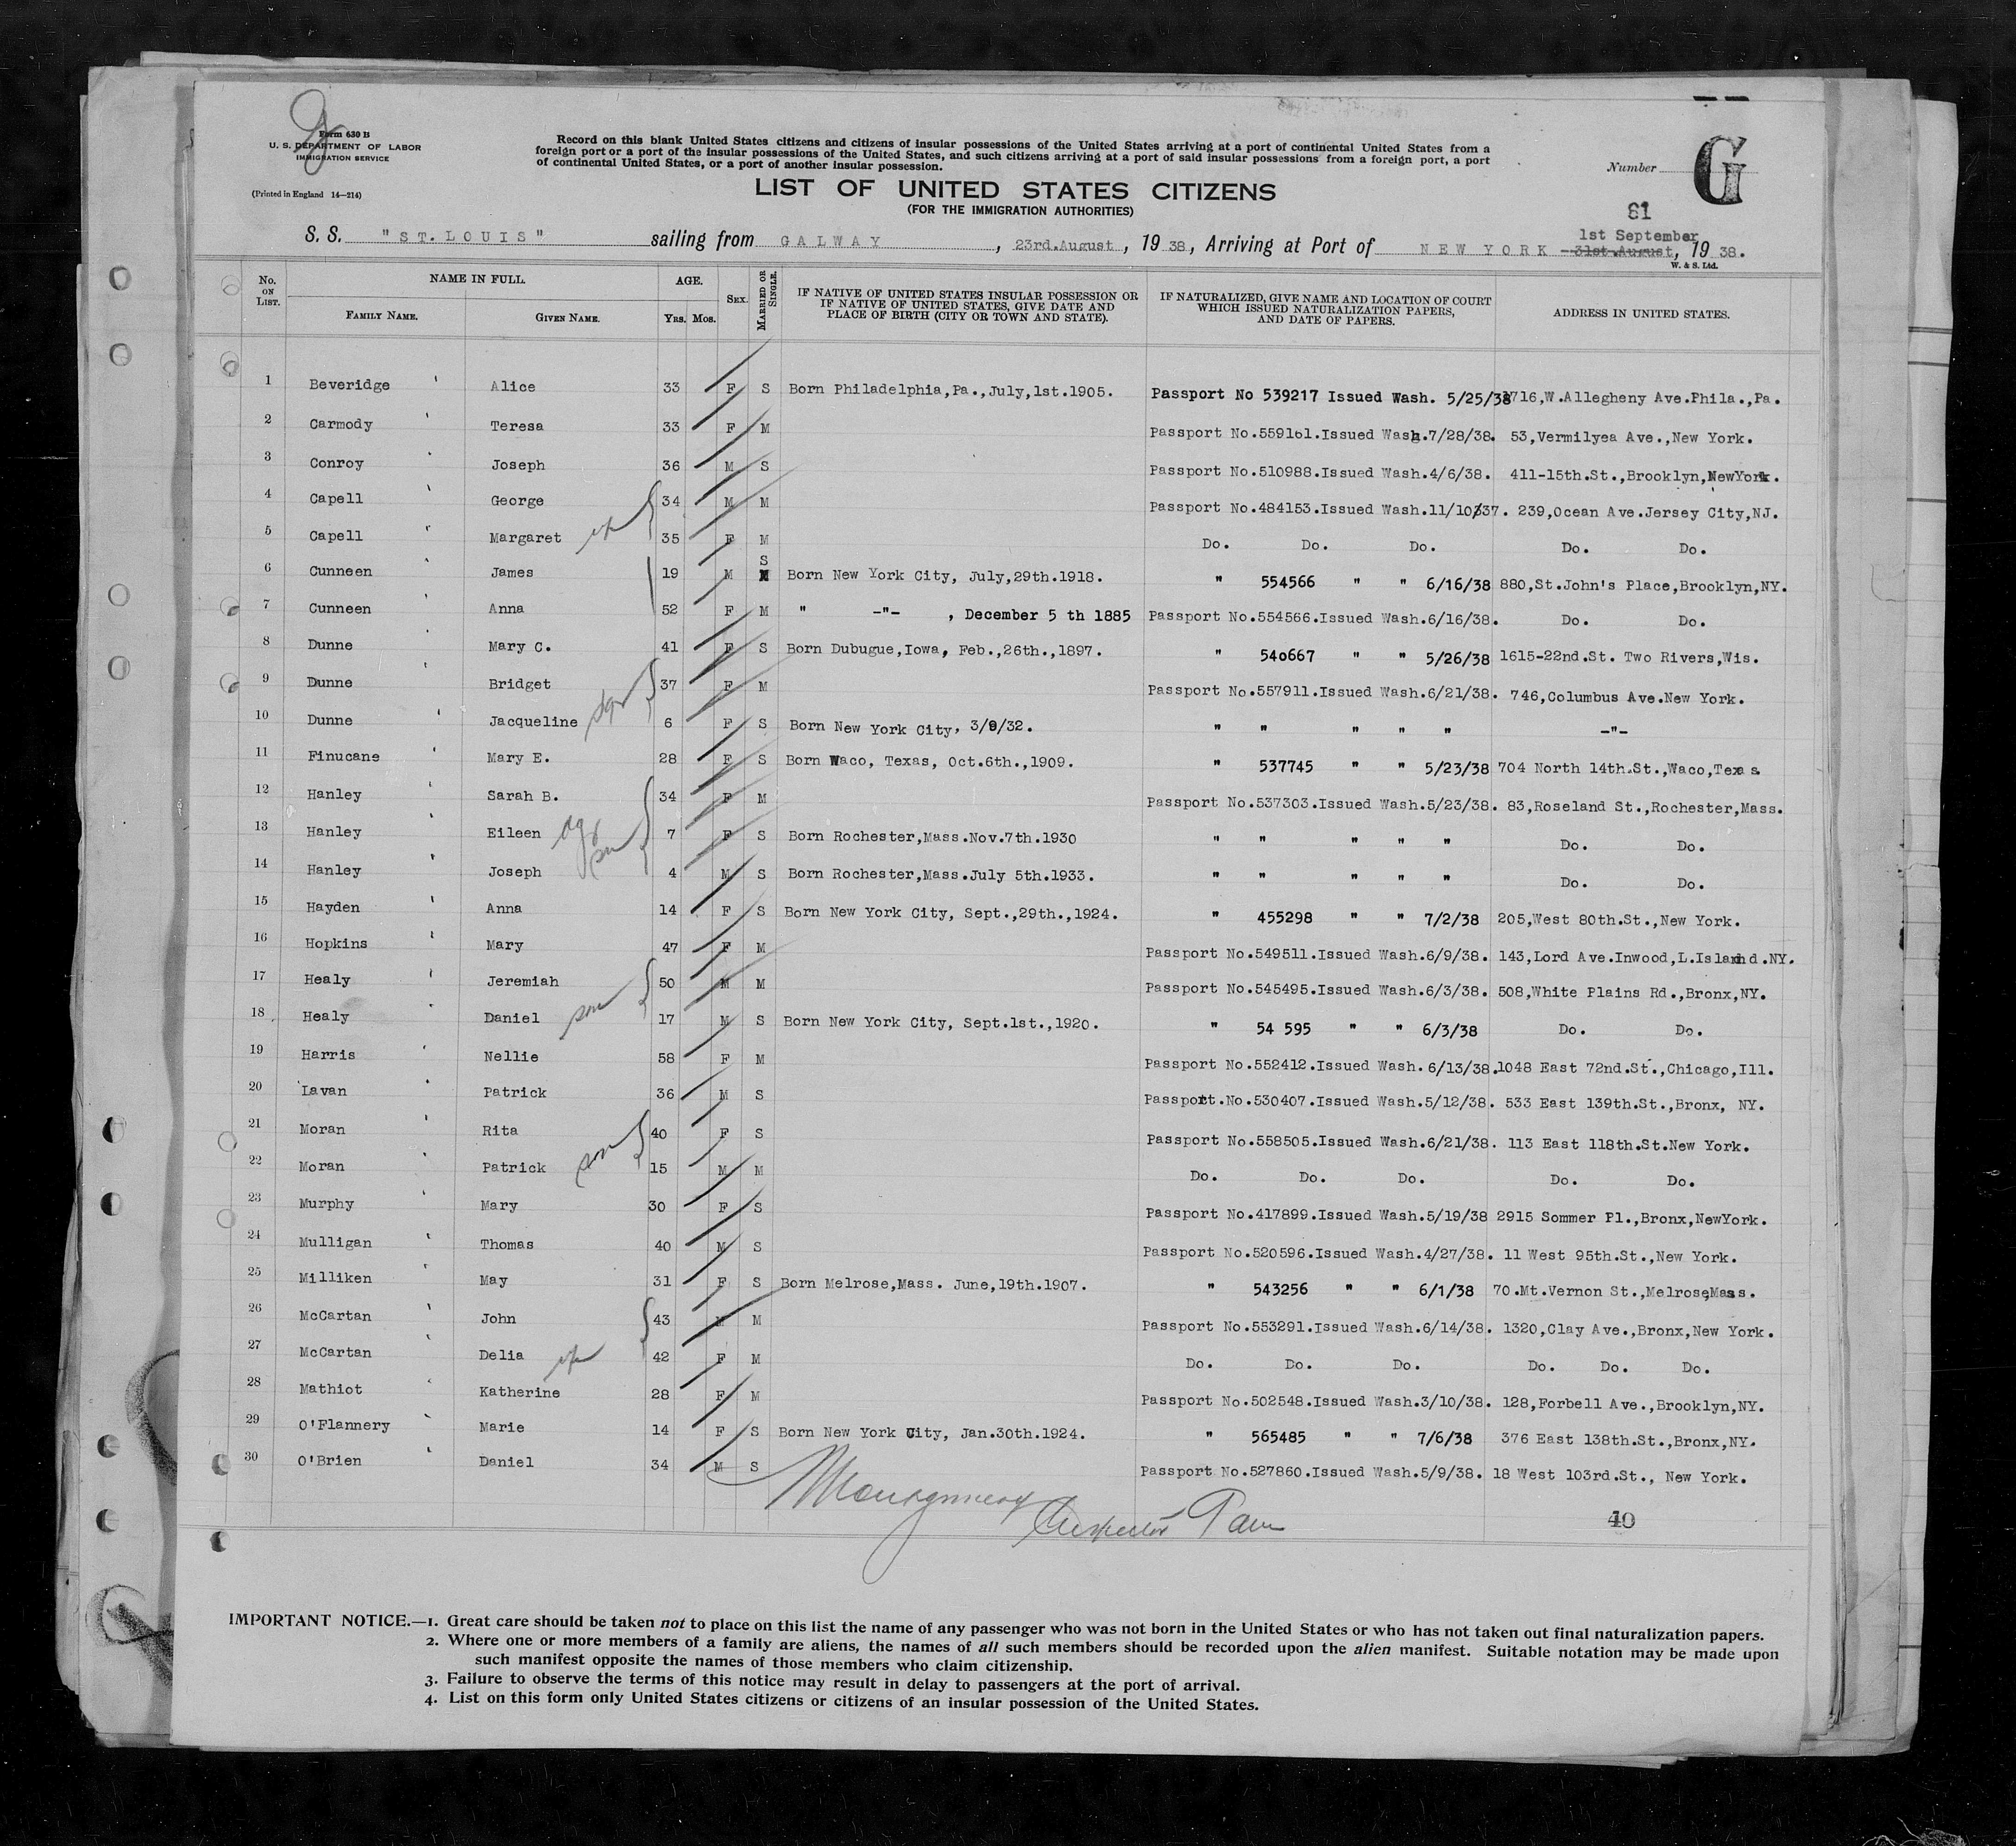 Form 630 B
U. S. DEPARTMENT OF LABOR
IMMIGRATION SERVICE
(Printed in England 14—214)
Record on this blank United States citizens and citizens of insular possessions of the United States arriving at a port of continental United States from a
foreign port or a port of the insular possessions of the United States, and such citizens arriving at a port of said insular possessions from a foreign port, a port
of continental United States, or a port of another insular possession.
Number G
LIST OF UNITED STATES CITIZENS
(FOR THE IMMIGRATION AUTHORITIES)
81
1st September
S. S. "ST.LOUIS" sailing from GALWAY, 23rd.August, 19 38, Arriving at Port of NEW YORK 31st.August, 19 38.
W. & S. Ltd.
No. ON LIST. NAME IN FULL. FAMILY NAME. GIVEN NAME. AGE. YRS. MOS. SEX. MARRIED OR SINGLE. IF NATIVE OF UNITED STATES INSULAR POSSESSION OR IF NATIVE OF UNITED STATES, GIVE DATE AND PLACE OF BIRTH (CITY OR TOWN AND STATE). IF NATURALIZED, GIVE NAME AND LOCATION OF COURT WHICH ISSUED NATURALIZATION PAPERS, AND DATE OF PAPERS. ADDRESS IN UNITED STATES.
1 Beveridge Alice 33 F S Born Philadelphia,Pa.,July,1st.1905. Passport No 539217 Issued Wash. 5/25/38 1716,W.Allegheny Ave.Phila.,Pa.
2 Carmody Teresa 33 F M Passport No.559161.Issued Wash.7/28/38. 53,Vermilyea Ave.,New York.
3 Conroy Joseph 36 M S Passport No.510988.Issued Wash.4/6/38. 411-15th.St.,Brooklyn,NewYork.
4 Capell George 34 M M Passport No.484153.Issued Wash.11/10/37. 239,Ocean Ave.Jersey City,NJ.
5 Capell Margaret 35 F M Do. Do. Do. Do. Do.
6 Cunneen James 19 M S Born New York City, July,29th.1918. " 554566 " " 6/16/38 880,St.John's Place,Brooklyn,NY.
7 Cunneen Anna 52 F M " -"- , December 5 th 1885 Passport No.554566.Issued Wash.6/16/38. Do. Do.
8 Dunne Mary C. 41 F S Born Dubugue,Iowa, Feb.,26th.,1897. " 540667 " " 5/26/38 1615-22nd.St. Two Rivers,Wis.
9 Dunne Bridget 37 F M Passport No.557911.Issued Wash.6/21/38. 746,Columbus Ave.New York.
10 Dunne Jacqueline 6 F S Born New York City, 3/9/32. " " " " " -"-
11 Finucane Mary E. 28 F S Born Waco, Texas, Oct.6th.,1909. " 537745 " " 5/23/38 704 North 14th.St.,Waco,Texas
12 Hanley Sarah B. 34 F M Passport No.537303.Issued Wash.5/23/38. 83,Roseland St.,Rochester,Mass.
13 Hanley Eileen 7 F S Born Rochester,Mass.Nov.7th.1930 " " " " " Do. Do.
14 Hanley Joseph 4 M S Born Rochester,Mass.July 5th.1933. " " " " " Do. Do.
15 Hayden Anna 14 F S Born New York City, Sept.,29th.,1924. " 455298 " " 7/2/38 205,West 80th.St.,New York.
16 Hopkins Mary 47 F M Passport No.549511.Issued Wash.6/9/38. 143,Lord Ave.Inwood,L.Island.NY.
17 Healy Jeremiah 50 M M Passport No.545495.Issued Wash.6/3/38. 508,White Plains Rd.,Bronx,NY.
18 Healy Daniel son 17 M S Born New York City, Sept.1st.,1920. " 54 595 " " 6/3/38 Do. Do.
19 Harris Nellie 58 F M Passport No.552412.Issued Wash.6/13/38. 1048 East 72nd.St.,Chicago,Ill.
20 Lavan Patrick 36 M S Passport.No.530407.Issued Wash.5/12/38. 533 East 139th.St.,Bronx, NY.
21 Moran Rita 40 F S Passport No.558505.Issued Wash.6/21/38. 113 East 118th.St.New York.
22 Moran Patrick son 15 M M Do. Do. Do. Do. Do.
23 Murphy Mary 30 F S Passport No.417899.Issued Wash.5/19/38 2915 Sommer Pl.,Bronx,NewYork.
24 Mulligan Thomas 40 M S Passport No.520596.Issued Wash.4/27/38. 11 West 95th.St.,New York.
25 Milliken May 31 F S Born Melrose,Mass. June,19th.1907. " 543256 " " 6/1/38 70.Mt.Vernon St.,Melrose,Mass.
26 McCartan John 43 M M Passport No.553291.Issued Wash.6/14/38. 1320,Clay Ave.,Bronx,New York.
27 McCartan Delia 42 F M Do. Do. Do. Do. Do. Do.
28 Mathiot Katherine 28 F M Passport No.502548.Issued Wash.3/10/38. 128,Forbell Ave.,Brooklyn,NY.
29 O'Flannery Marie 14 F S Born New York City, Jan.30th.1924. " 565485 " " 7/6/38 376 East 138th.St.,Bronx,NY.
30 O'Brien Daniel 34 M S Passport No.527860.Issued Wash.5/9/38. 18 West 103rd.St., New York.
Montgomery
Inspector
40
IMPORTANT NOTICE.—1. Great care should be taken not to place on this list the name of any passenger who was not born in the United States or who has not taken out final naturalization papers.
2. Where one or more members of a family are aliens, the names of all such members should be recorded upon the alien manifest. Suitable notation may be made upon
such manifest opposite the names of those members who claim citizenship.
3. Failure to observe the terms of this notice may result in delay to passengers at the port of arrival.
4. List on this form only United States citizens or citizens of an insular possession of the United States.